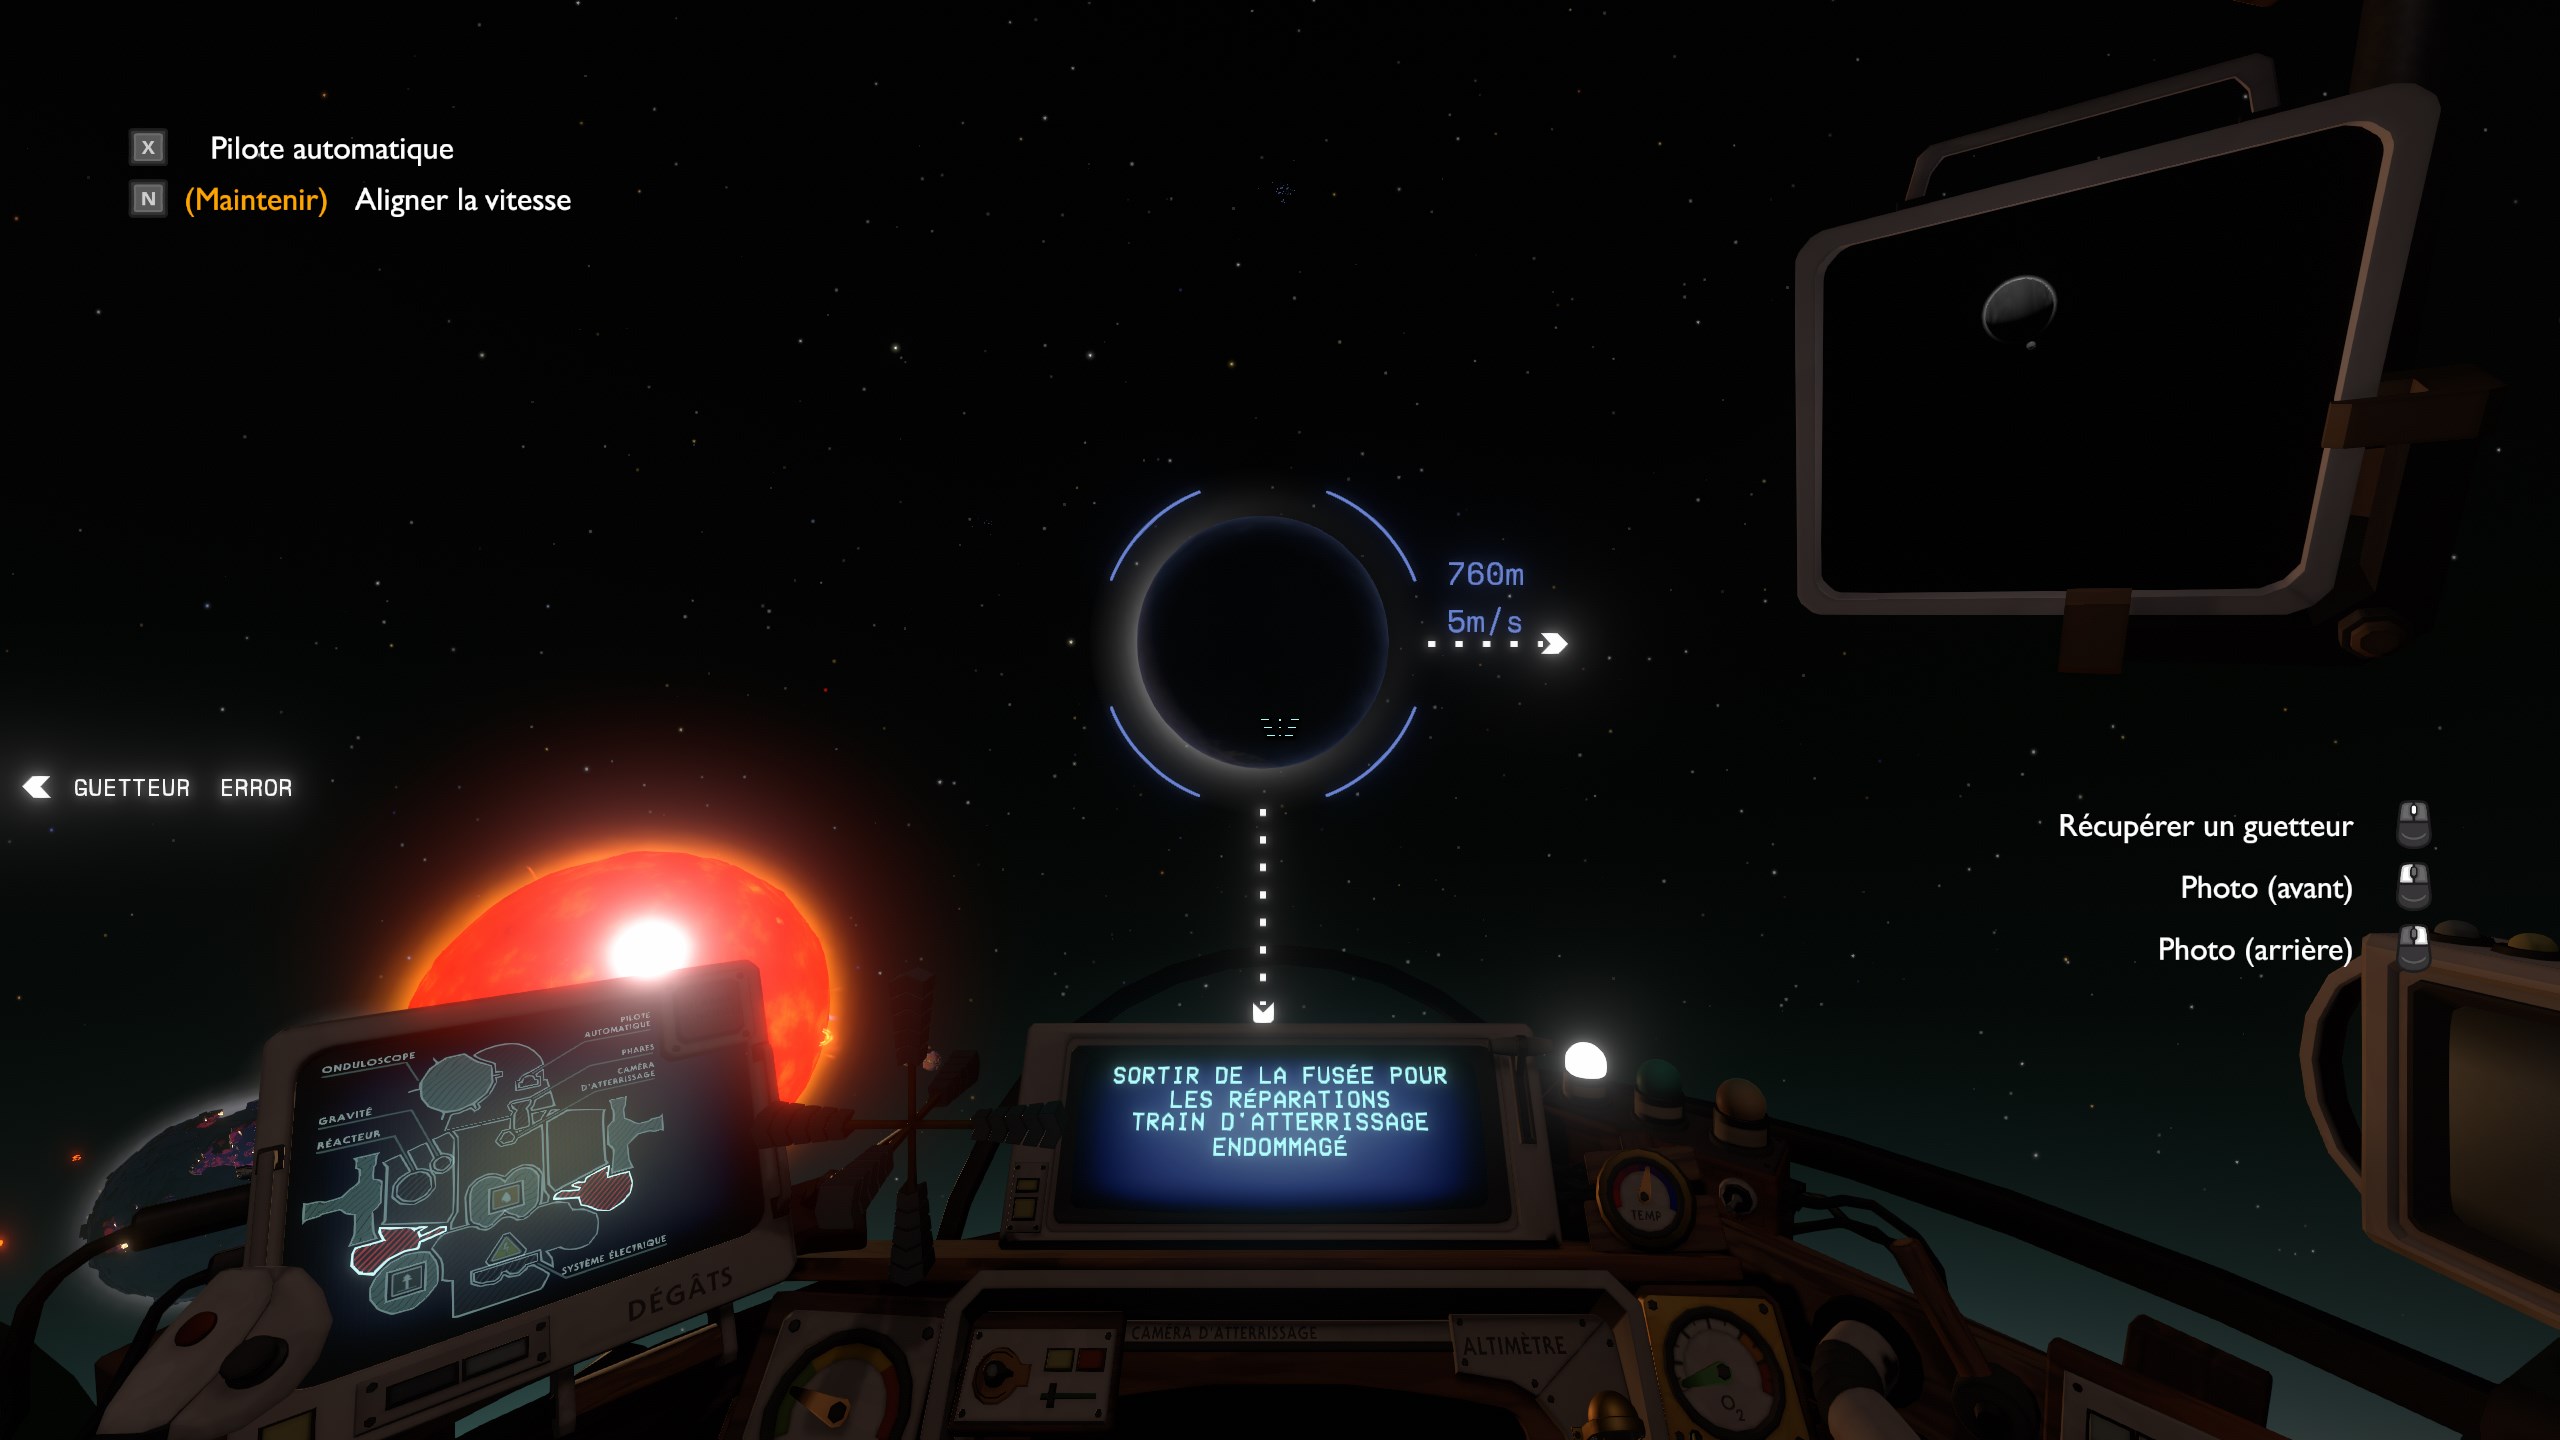 X Pilote automatique
N (Maintenir) Aligner la vitesse
760m
5m/s
GUETTEUR ERROR
Récupérer un guetteur
Photo (avant)
Photo (arrière)
PILOTE
AUTOMATIQUE
ONDULOSCOPE
PHARES
CAMÉRA
D'ATTERRISSAGE
GRAVITÉ
RÉACTEUR
SYSTÈME ÉLECTRIQUE
DÉGÂTS
SORTIR DE LA FUSÉE POUR
LES RÉPARATIONS
TRAIN D'ATTERRISSAGE
ENDOMMAGÉ
TEMP
CAMÉRA D'ATTERRISSAGE
ALTIMÈTRE
O2